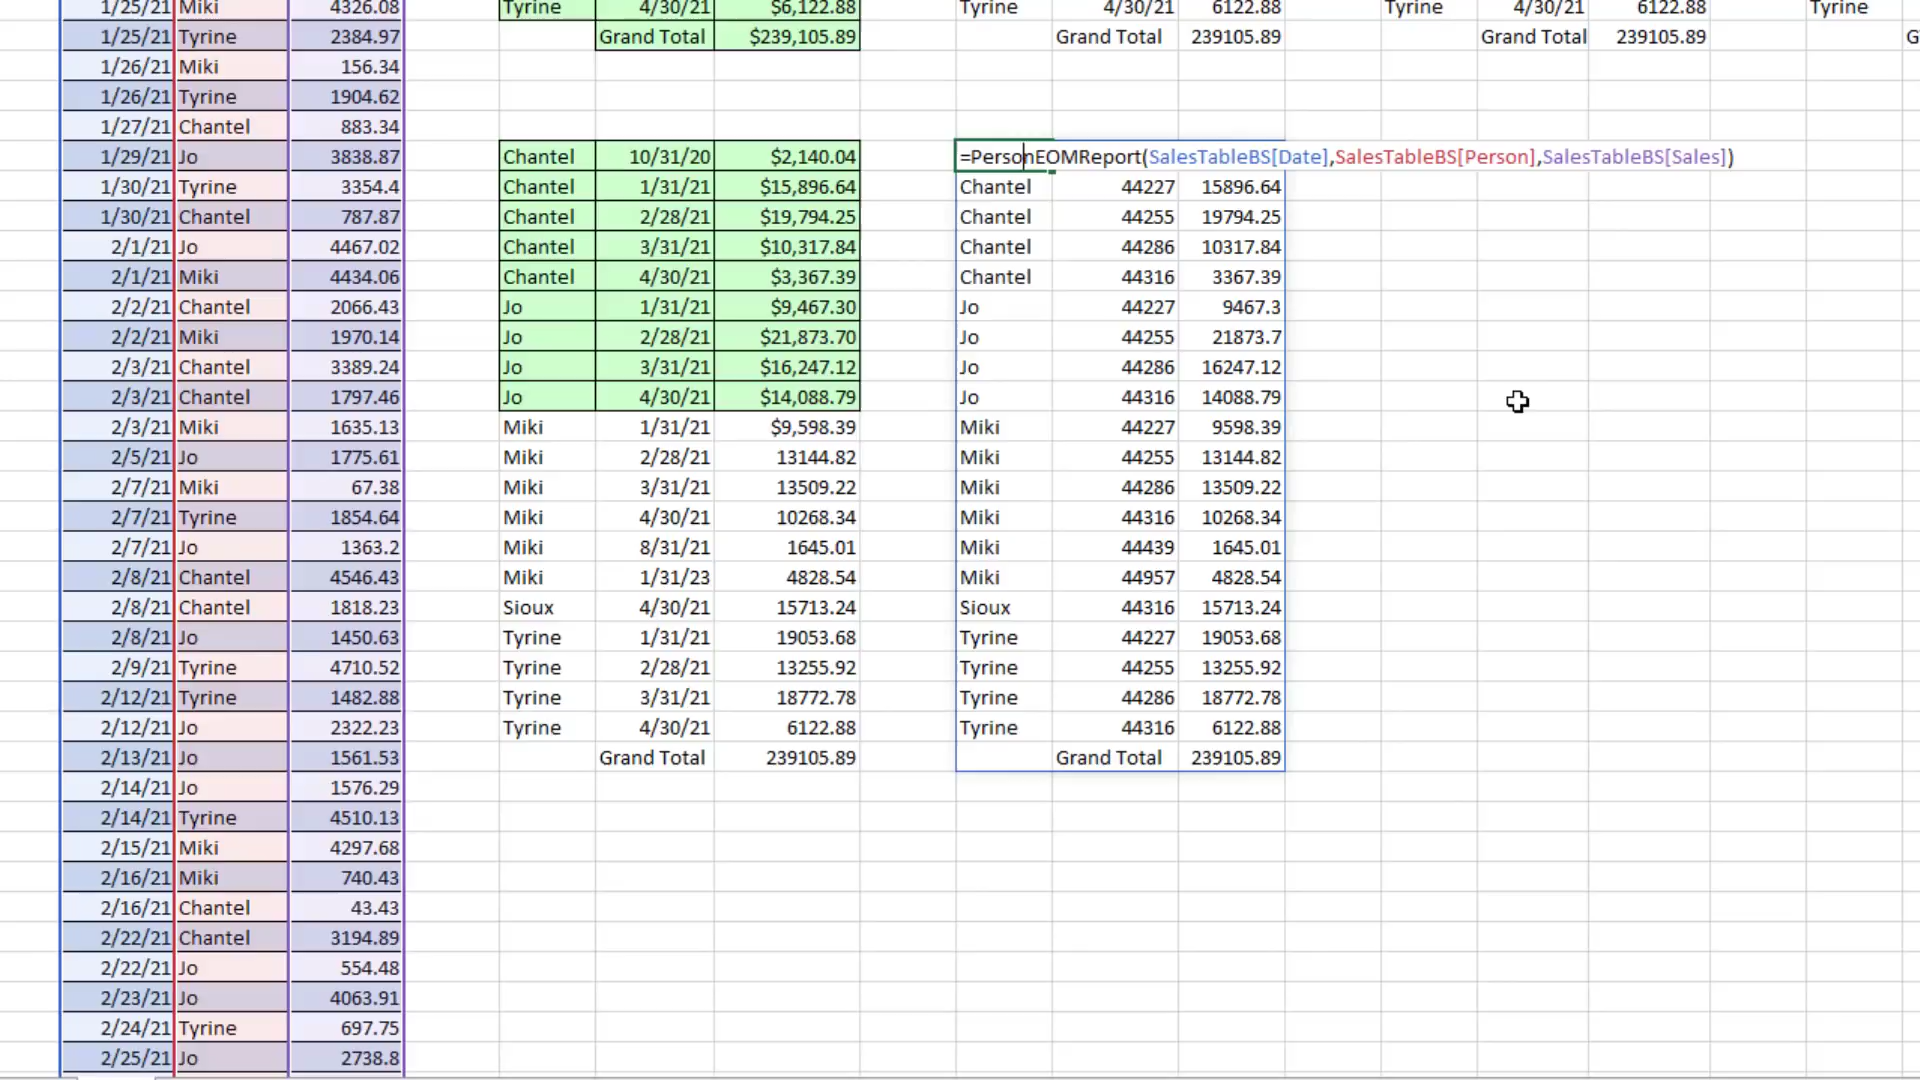 1/25/21 Miki 4326.08 Tyrine 4/30/21 $6,122.88 Tyrine 4/30/21 6122.88 Tyrine 4/30/21 6122.88 Tyrine
1/25/21 Tyrine 2384.97 Grand Total $239,105.89 Grand Total 239105.89 Grand Total 239105.89
1/26/21 Miki 156.34
1/26/21 Tyrine 1904.62
1/27/21 Chantel 883.34
1/29/21 Jo 3838.87 Chantel 10/31/20 $2,140.04 =PersonEOMReport(SalesTableBS[Date],SalesTableBS[Person],SalesTableBS[Sales])
1/30/21 Tyrine 3354.4 Chantel 1/31/21 $15,896.64 Chantel 44227 15896.64
1/30/21 Chantel 787.87 Chantel 2/28/21 $19,794.25 Chantel 44255 19794.25
2/1/21 Jo 4467.02 Chantel 3/31/21 $10,317.84 Chantel 44286 10317.84
2/1/21 Miki 4434.06 Chantel 4/30/21 $3,367.39 Chantel 44316 3367.39
2/2/21 Chantel 2066.43 Jo 1/31/21 $9,467.30 Jo 44227 9467.3
2/2/21 Miki 1970.14 Jo 2/28/21 $21,873.70 Jo 44255 21873.7
2/3/21 Chantel 3389.24 Jo 3/31/21 $16,247.12 Jo 44286 16247.12
2/3/21 Chantel 1797.46 Jo 4/30/21 $14,088.79 Jo 44316 14088.79
2/3/21 Miki 1635.13 Miki 1/31/21 $9,598.39 Miki 44227 9598.39
2/5/21 Jo 1775.61 Miki 2/28/21 13144.82 Miki 44255 13144.82
2/7/21 Miki 67.38 Miki 3/31/21 13509.22 Miki 44286 13509.22
2/7/21 Tyrine 1854.64 Miki 4/30/21 10268.34 Miki 44316 10268.34
2/7/21 Jo 1363.2 Miki 8/31/21 1645.01 Miki 44439 1645.01
2/8/21 Chantel 4546.43 Miki 1/31/23 4828.54 Miki 44957 4828.54
2/8/21 Chantel 1818.23 Sioux 4/30/21 15713.24 Sioux 44316 15713.24
2/8/21 Jo 1450.63 Tyrine 1/31/21 19053.68 Tyrine 44227 19053.68
2/9/21 Tyrine 4710.52 Tyrine 2/28/21 13255.92 Tyrine 44255 13255.92
2/12/21 Tyrine 1482.88 Tyrine 3/31/21 18772.78 Tyrine 44286 18772.78
2/12/21 Jo 2322.23 Tyrine 4/30/21 6122.88 Tyrine 44316 6122.88
2/13/21 Jo 1561.53 Grand Total 239105.89 Grand Total 239105.89
2/14/21 Jo 1576.29
2/14/21 Tyrine 4510.13
2/15/21 Miki 4297.68
2/16/21 Miki 740.43
2/16/21 Chantel 43.43
2/22/21 Chantel 3194.89
2/22/21 Jo 554.48
2/23/21 Jo 4063.91
2/24/21 Tyrine 697.75
2/25/21 Jo 2738.8